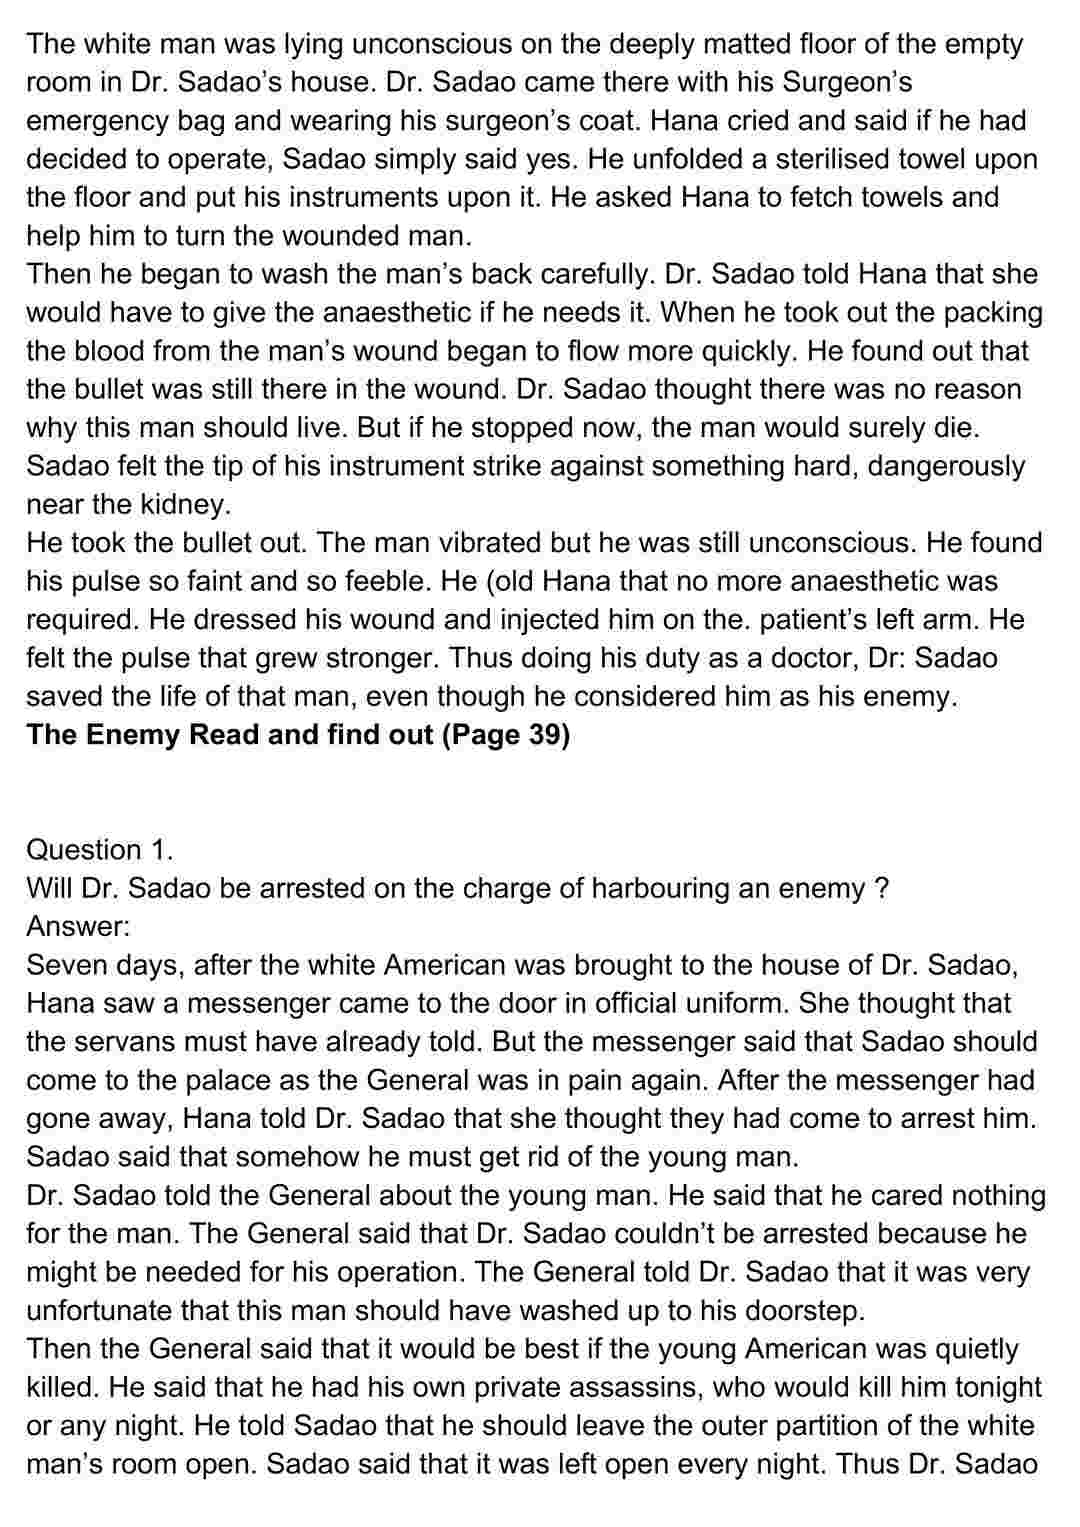 The white man was lying unconscious on the deeply matted floor of the empty
room in Dr. Sadao’s house. Dr. Sadao came there with his Surgeon’s
emergency bag and wearing his surgeon’s coat. Hana cried and said if he had
decided to operate, Sadao simply said yes. He unfolded a sterilised towel upon
the floor and put his instruments upon it. He asked Hana to fetch towels and
help him to turn the wounded man.
Then he began to wash the man’s back carefully. Dr. Sadao told Hana that she
would have to give the anaesthetic if he needs it. When he took out the packing
the blood from the man’s wound began to flow more quickly. He found out that
the bullet was still there in the wound. Dr. Sadao thought there was no reason
why this man should live. But if he stopped now, the man would surely die.
Sadao felt the tip of his instrument strike against something hard, dangerously
near the kidney.
He took the bullet out. The man vibrated but he was still unconscious. He found
his pulse so faint and so feeble. He (old Hana that no more anaesthetic was
required. He dressed his wound and injected him on the. patient’s left arm. He
felt the pulse that grew stronger. Thus doing his duty as a doctor, Dr: Sadao
saved the life of that man, even though he considered him as his enemy.
The Enemy Read and find out (Page 39)
Question 1.
Will Dr. Sadao be arrested on the charge of harbouring an enemy ?
Answer:
Seven days, after the white American was brought to the house of Dr. Sadao,
Hana saw a messenger came to the door in official uniform. She thought that
the servans must have already told. But the messenger said that Sadao should
come to the palace as the General was in pain again. After the messenger had
gone away, Hana told Dr. Sadao that she thought they had come to arrest him.
Sadao said that somehow he must get rid of the young man.
Dr. Sadao told the General about the young man. He said that he cared nothing
for the man. The General said that Dr. Sadao couldn’t be arrested because he
might be needed for his operation. The General told Dr. Sadao that it was very
unfortunate that this man should have washed up to his doorstep.
Then the General said that it would be best if the young American was quietly
killed. He said that he had his own private assassins, who would kill him tonight
or any night. He told Sadao that he should leave the outer partition of the white
man’s room open. Sadao said that it was left open every night. Thus Dr. Sadao